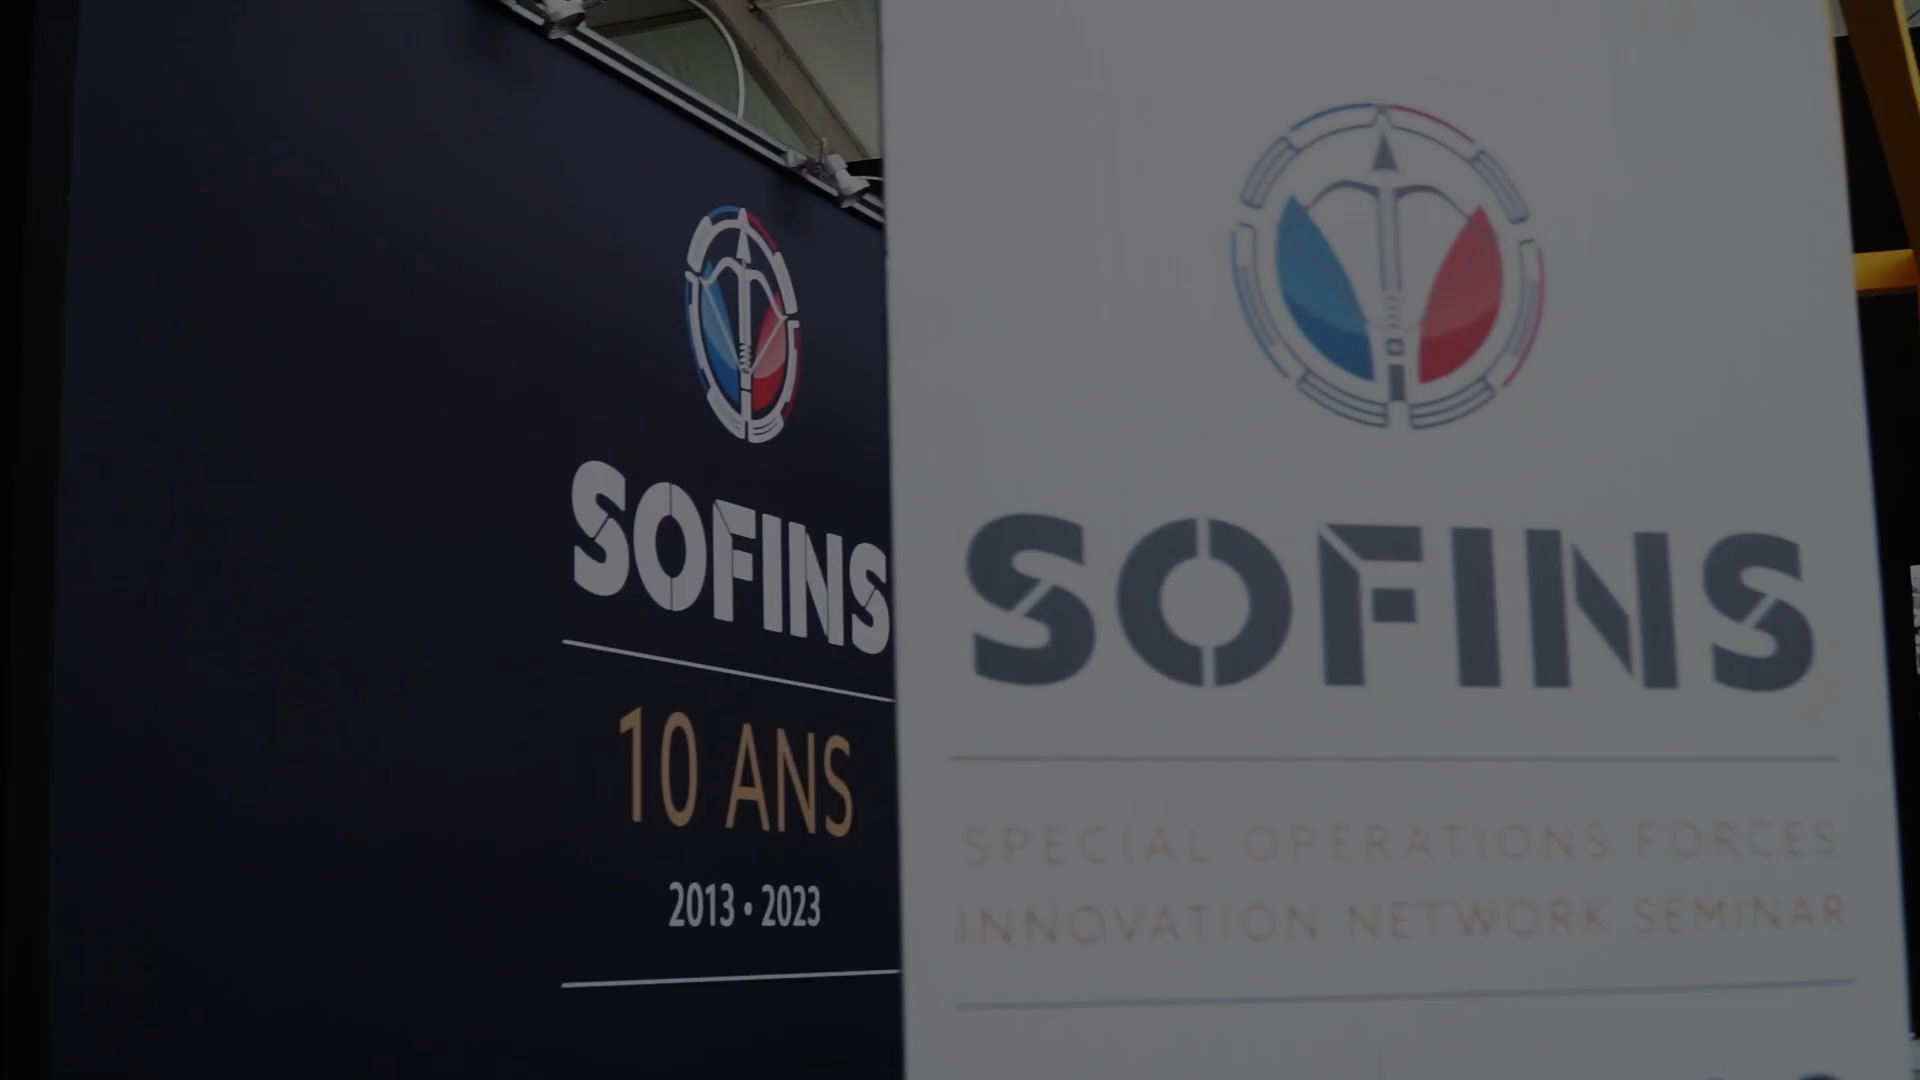 SOFINS
10 ANS
2013 • 2023
SOFINS
SPECIAL OPERATIONS FORCES
INNOVATION NETWORK SEMINAR